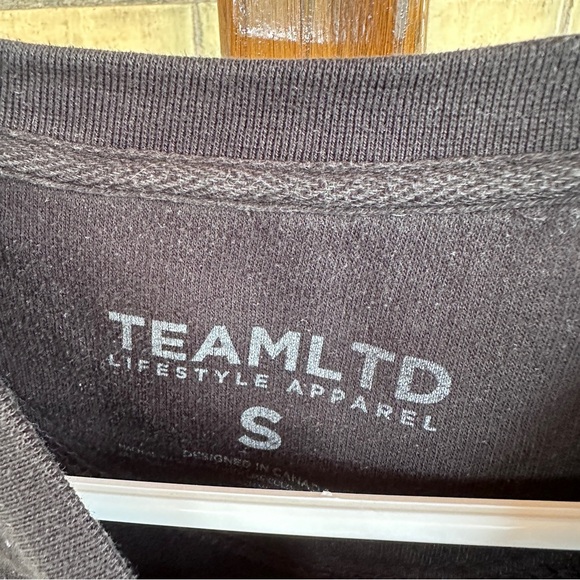 TEAMLTD
LIFESTYLE APPAREL
S
DESIGNED IN CANADA